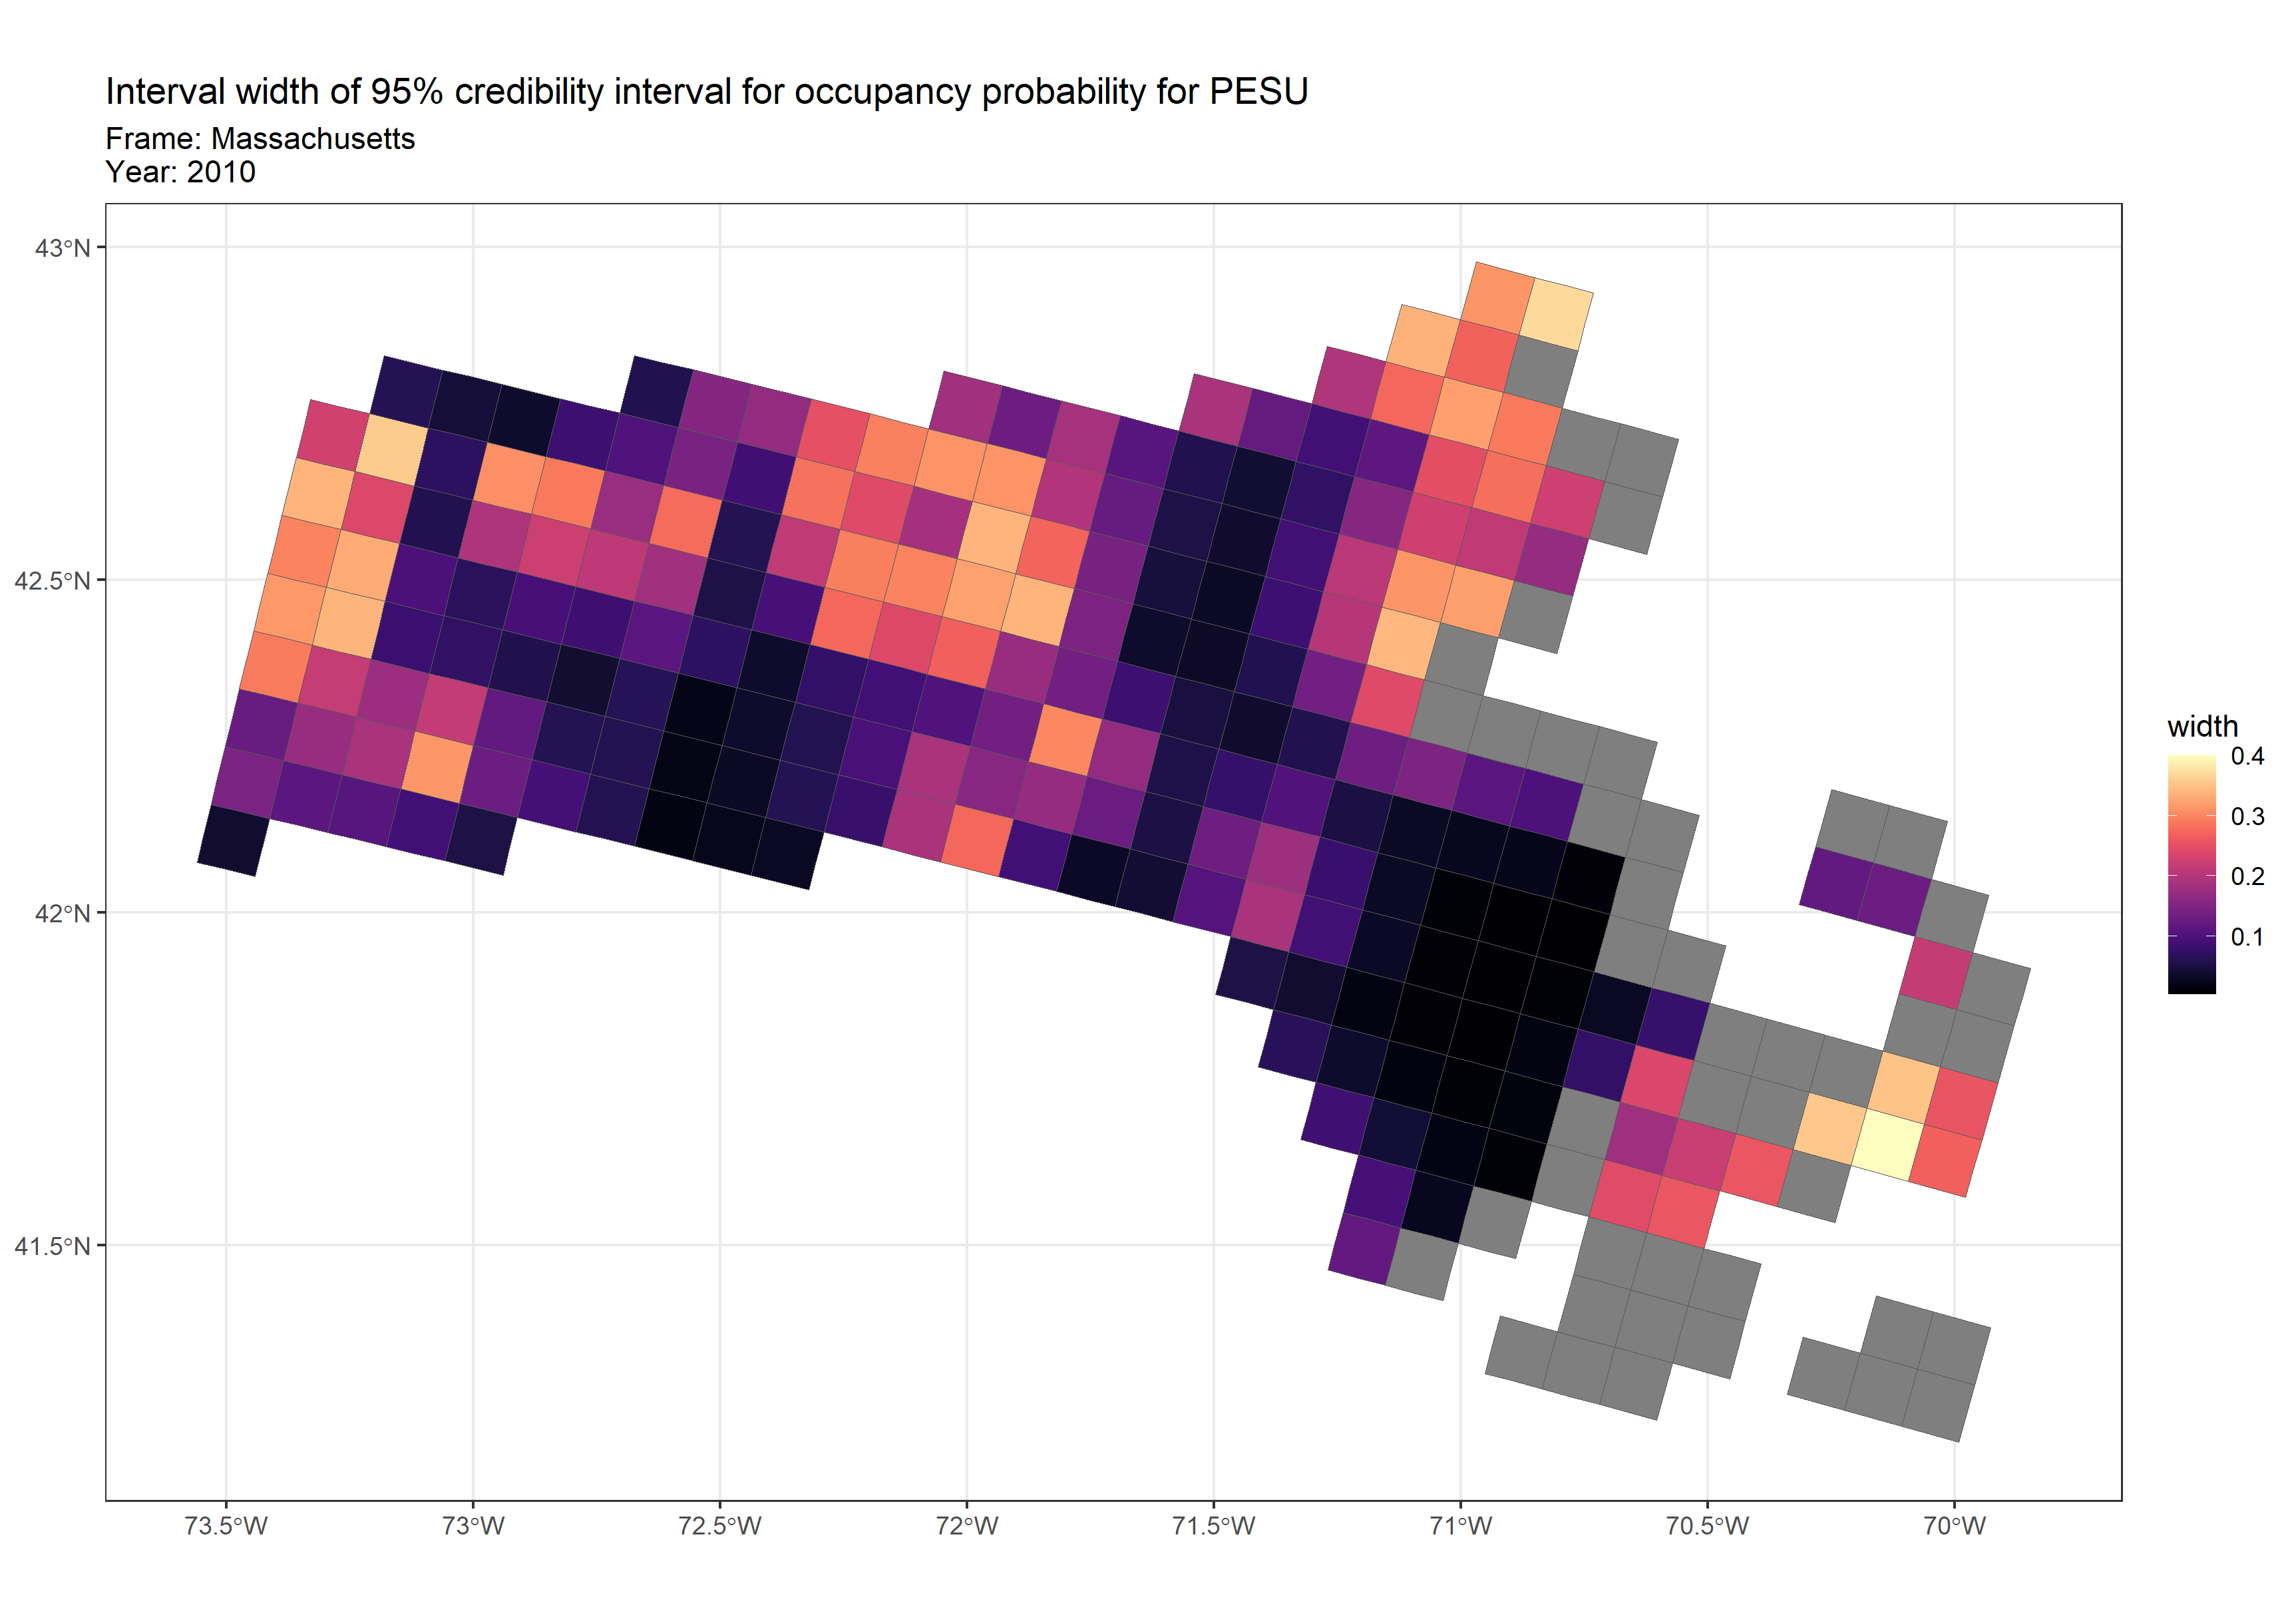 Interval width of 95% credibility interval for occupancy probability for PESU
Frame: Massachusetts
Year: 2010
43°N
42.5°N
42°N
41.5°N
73.5°W
73°W
72.5°W
72°W
71.5°W
71°W
70.5°W
70°W
width
0.4
0.3
0.2
0.1